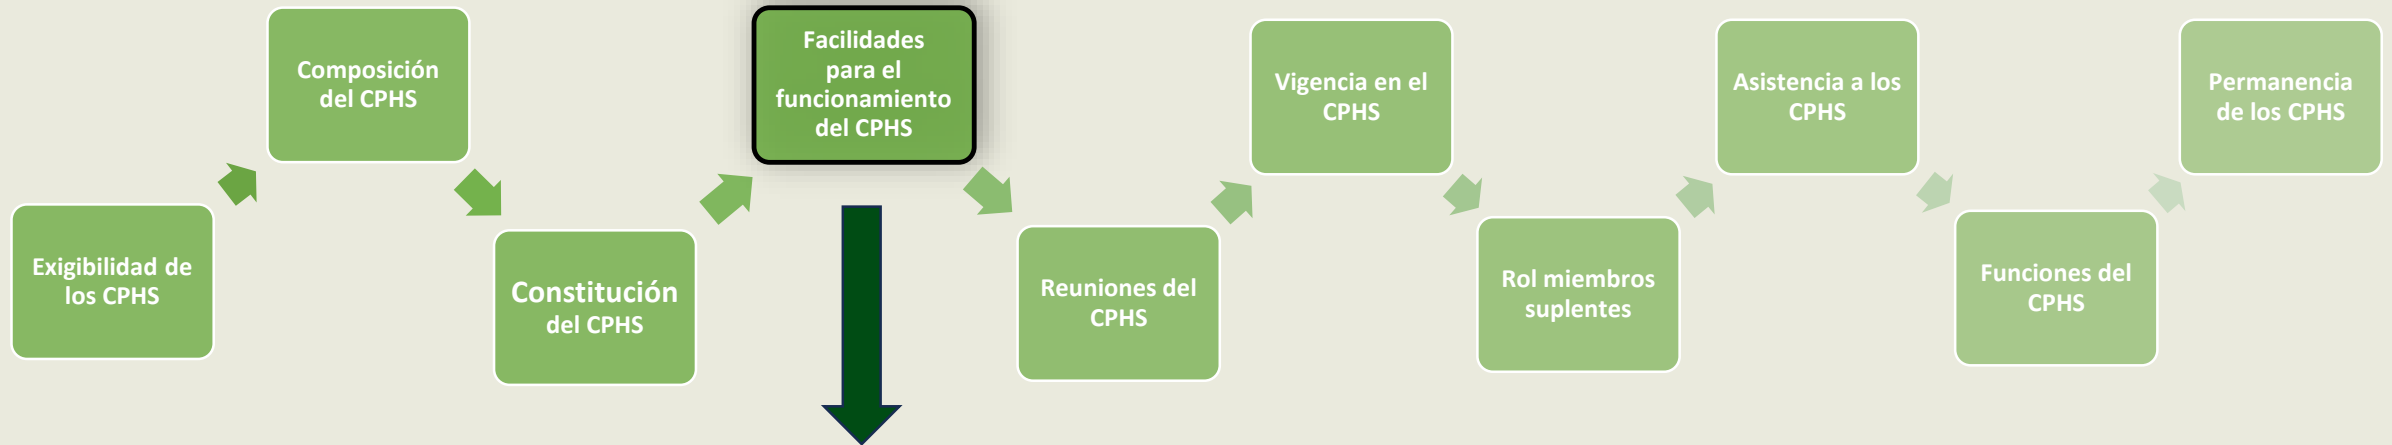 Exigibilidad de
los CPHS
Composición
del CPHS
Constitución
del CPHS
Facilidades
para el
funcionamiento
del CPHS
Reuniones del
CPHS
Vigencia en el
CPHS
Rol miembros
suplentes
Asistencia a los
CPHS
Funciones del
CPHS
Permanencia
de los CPHS